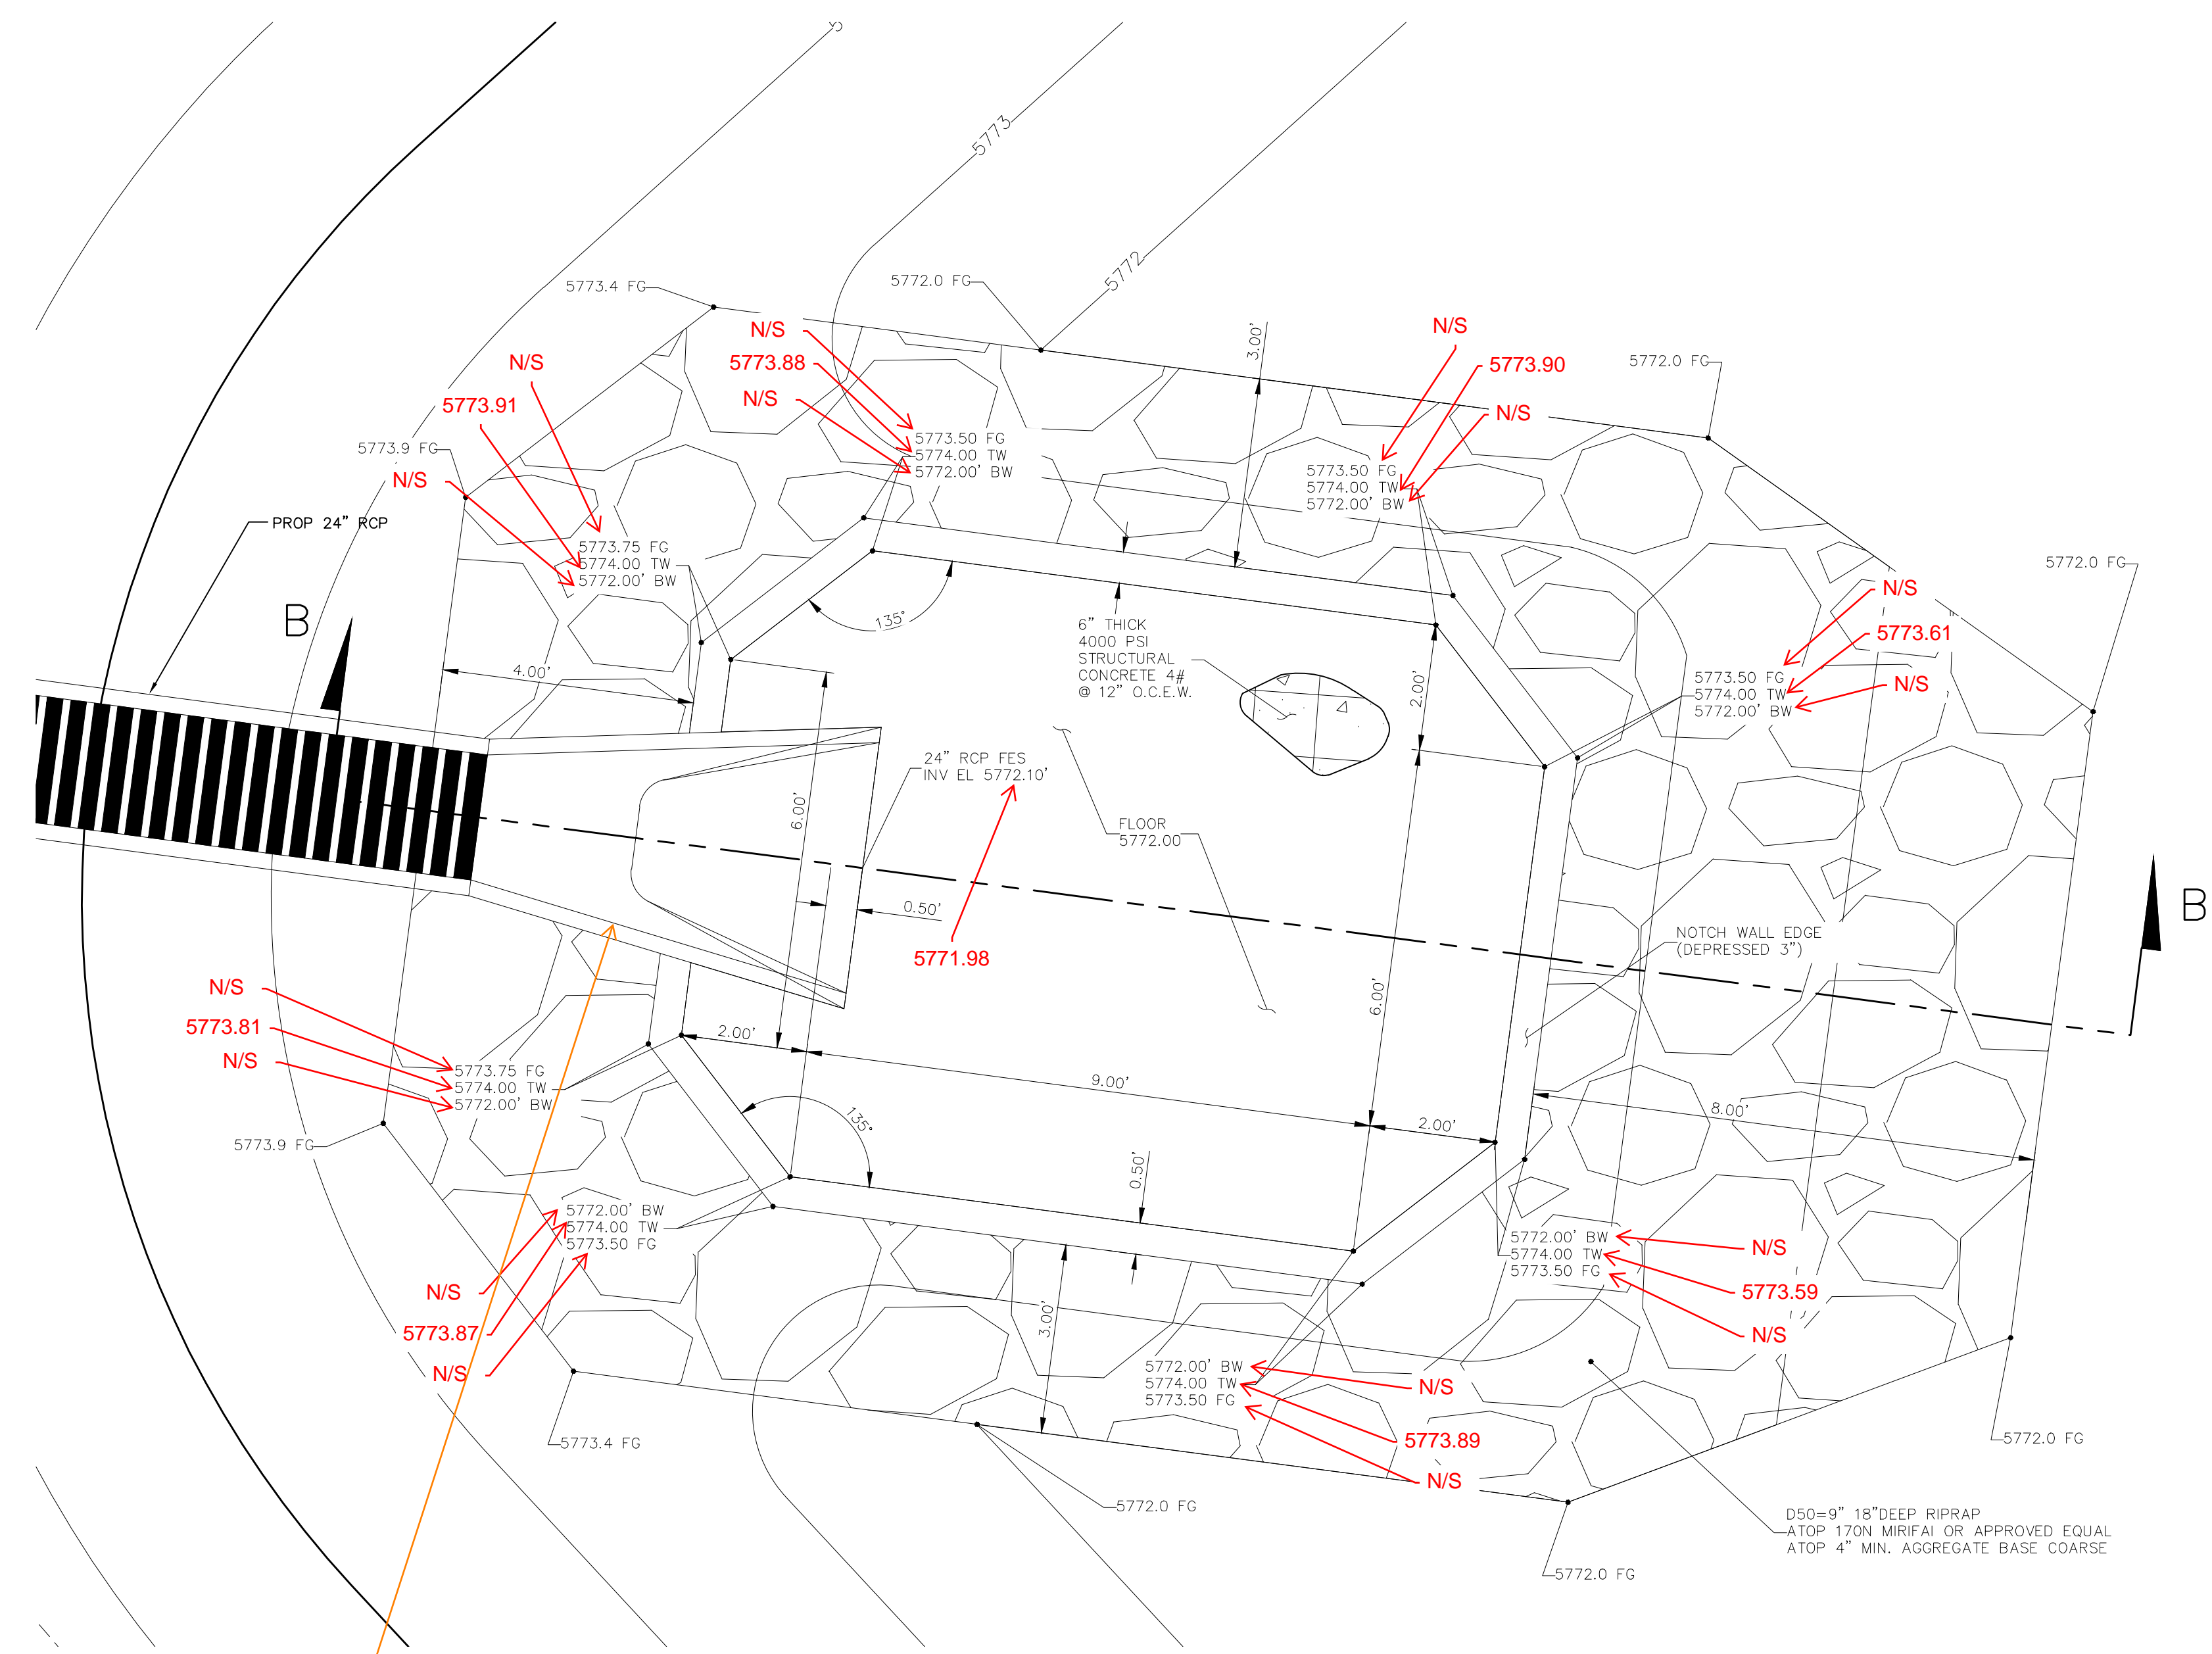 5
5773
5772
5773.4 FG
5772.0 FG
N/S
5773.88
N/S
N/S
5773.90
N/S
3.00'
5772.0 FG
N/S
5773.91
5773.9 FG
N/S
5773.50 FG
5774.00 TW
5772.00' BW
5773.50 FG
5774.00 TW
5772.00' BW
PROP 24" RCP
5773.75 FG
5774.00 TW
5772.00' BW
5772.0 FG
N/S
5773.61
N/S
B
135°
4.00'
6" THICK
4000 PSI
STRUCTURAL
CONCRETE 4#
@ 12" O.C.E.W.
2.00'
5773.50 FG
5774.00 TW
5772.00' BW
24" RCP FES
INV EL 5772.10'
6.00'
FLOOR
5772.00
0.50'
5771.98
B
NOTCH WALL EDGE
(DEPRESSED 3")
N/S
5773.81
N/S
6.00'
2.00'
9.00'
5773.75 FG
5774.00 TW
5772.00' BW
135°
2.00'
8.00'
5773.9 FG
0.50'
5772.00' BW
5774.00 TW
5773.50 FG
5772.00' BW
5774.00 TW
5773.50 FG
N/S
5773.59
N/S
N/S
5773.87
N/S
3.00'
5772.00' BW
5774.00 TW
5773.50 FG
N/S
5773.89
N/S
5773.4 FG
5772.0 FG
5772.0 FG
D50=9" 18"DEEP RIPRAP
ATOP 170N MIRIFAI OR APPROVED EQUAL
ATOP 4" MIN. AGGREGATE BASE COARSE
5772.0 FG